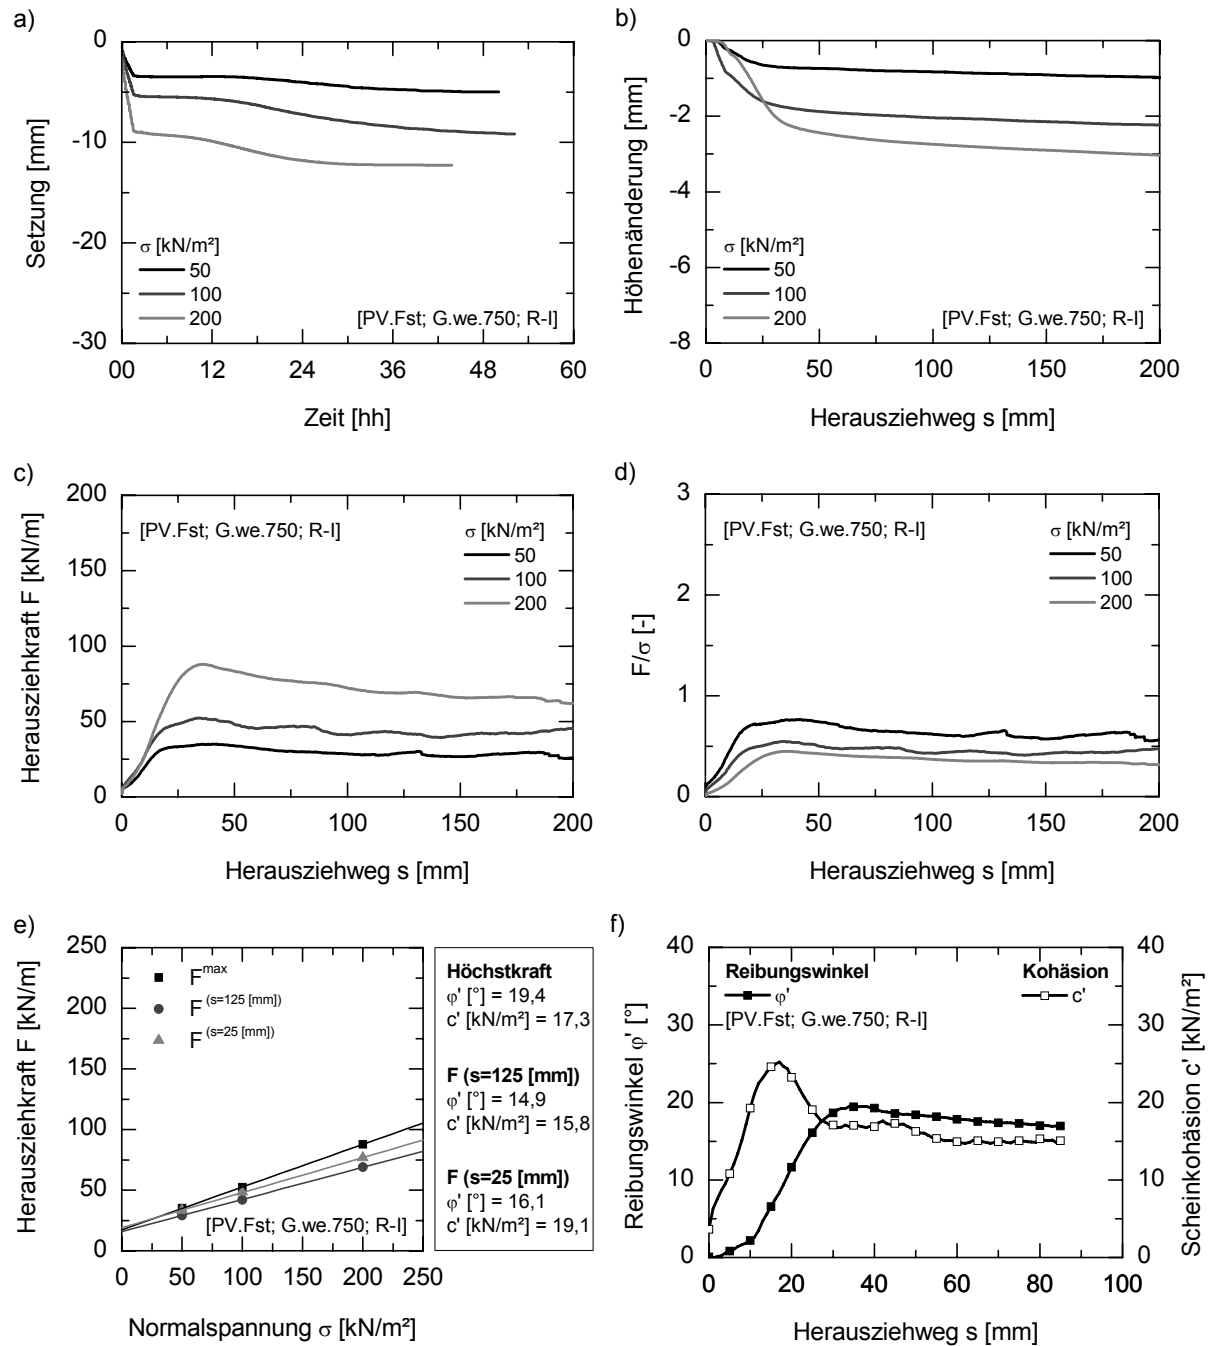 a)
0
-10
-20
-30
Setzung [mm]
σ [kN/m²]
50
100
200
[PV.Fst; G.we.750; R-I]
00 12 24 36 48 60
Zeit [hh]
b)
0
-2
-4
-6
-8
Höhenänderung [mm]
σ [kN/m²]
50
100
200
[PV.Fst; G.we.750; R-I]
0 50 100 150 200
Herausziehweg s [mm]
c)
200
150
100
50
0
Herausziehkraft F [kN/m]
[PV.Fst; G.we.750; R-I]
σ [kN/m²]
50
100
200
0 50 100 150 200
Herausziehweg s [mm]
d)
3
2
1
0
F/σ [-]
[PV.Fst; G.we.750; R-I]
σ [kN/m²]
50
100
200
0 50 100 150 200
Herausziehweg s [mm]
e)
250
200
150
100
50
0
Herausziehkraft F [kN/m]
F max
F (s=125 [mm])
F (s=25 [mm])
[PV.Fst; G.we.750; R-I]
0 50 100 150 200 250
Normalspannung σ [kN/m²]
Höchstkraft
φ' [°] = 19,4
c' [kN/m²] = 17,3
F (s=125 [mm])
φ' [°] = 14,9
c' [kN/m²] = 15,8
F (s=25 [mm])
φ' [°] = 16,1
c' [kN/m²] = 19,1
f)
40
30
20
10
0
Reibungswinkel φ' [°]
Reibungswinkel
φ'
[PV.Fst; G.we.750; R-I]
Kohäsion
c'
40
30
20
10
0
Scheinkohäsion c' [kN/m²]
0 20 40 60 80 100
Herausziehweg s [mm]